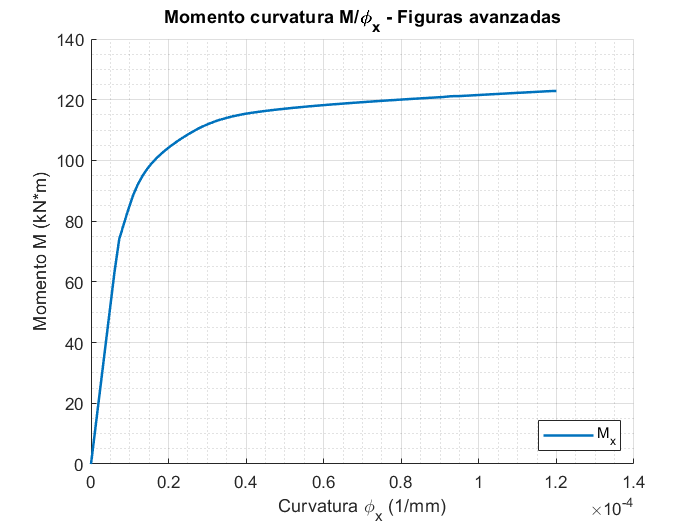 Momento curvatura M/ϕx - Figuras avanzadas
Momento M (kN*m)
140
120
100
80
60
40
20
0
0 0.2 0.4 0.6 0.8 1 1.2 1.4
Curvatura ϕx (1/mm)
×10-4
Mx